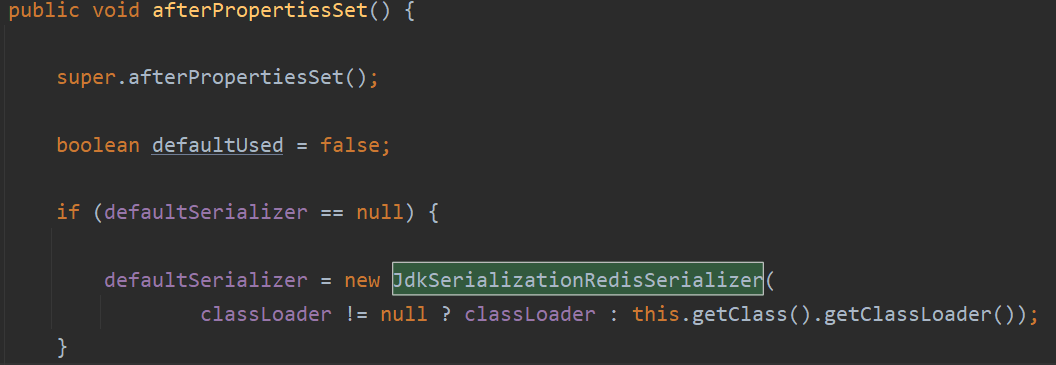 public void afterPropertiesSet() {
super.afterPropertiesSet();
boolean defaultUsed = false;
if (defaultSerializer == null) {
defaultSerializer = new JdkSerializationRedisSerializer(
classLoader != null ? classLoader : this.getClass().getClassLoader());
}